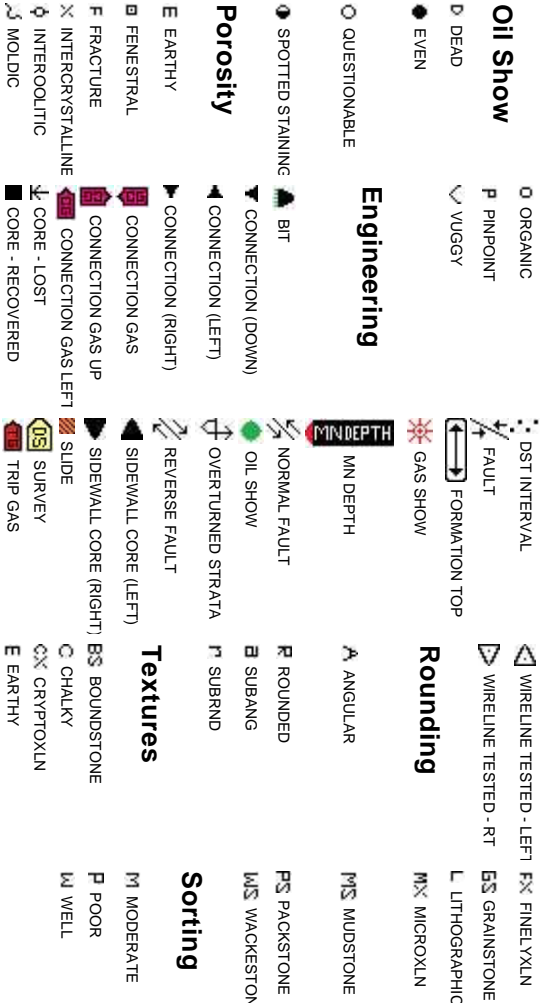 Oil Show
D DEAD
EVEN
QUESTIONABLE
SPOTTED STAINING
Porosity
E EARTHY
FENESTRAL
F FRACTURE
X INTERCRYSTALLINE
INTEROOLITIC
MOLDIC
O ORGANIC
P PINPOINT
V VUGGY
Engineering
BIT
CONNECTION (DOWN)
CONNECTION (LEFT)
CONNECTION (RIGHT)
CG CONNECTION GAS
CG CONNECTION GAS UP
CG CONNECTION GAS LEFT
CORE - LOST
CORE - RECOVERED
DST INTERVAL
FAULT
FORMATION TOP
GAS SHOW
MN DEPTH MN DEPTH
NORMAL FAULT
OIL SHOW
OVERTURNED STRATA
REVERSE FAULT
SIDEWALL CORE (LEFT)
SIDEWALL CORE (RIGHT)
SLIDE
DS SURVEY
TG TRIP GAS
WIRELINE TESTED - LEFT
WIRELINE TESTED - RT
Rounding
A ANGULAR
R ROUNDED
a SUBANG
r SUBRND
Textures
BS BOUNDSTONE
C CHALKY
CX CRYPTOXLN
E EARTHY
FX FINELYXLN
GS GRAINSTONE
L LITHOGRAPHIC
MX MICROXLN
MS MUDSTONE
PS PACKSTONE
WS WACKESTON
Sorting
M MODERATE
P POOR
W WELL